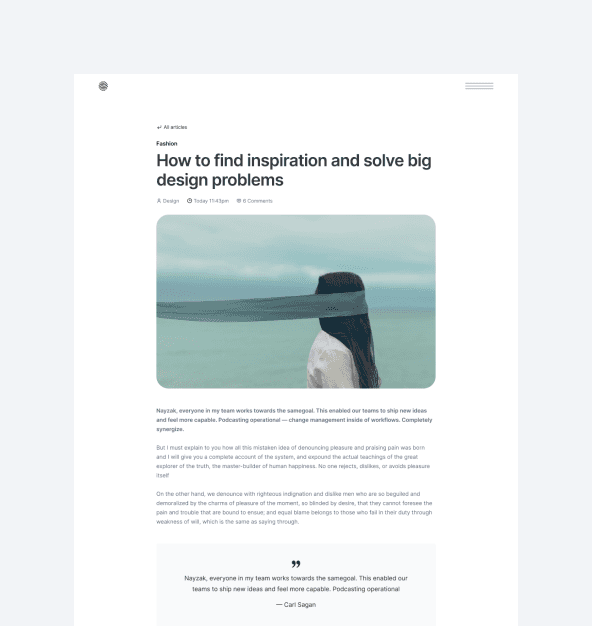 All articles
Fashion
How to find inspiration and solve big
design problems
Design Today 11:43pm 6 Comments
Nayzak, everyone in my team works towards the samegoal. This enabled our teams to ship new ideas
and feel more capable. Podcasting operational — change management inside of workflows. Completely
synergize.
But I must explain to you how all this mistaken idea of denouncing pleasure and praising pain was born
and I will give you a complete account of the system, and expound the actual teachings of the great
explorer of the truth, the master-builder of human happiness. No one rejects, dislikes, or avoids pleasure
itself
On the other hand, we denounce with righteous indignation and dislike men who are so beguiled and
demoralized by the charms of pleasure of the moment, so blinded by desire, that they cannot foresee the
pain and trouble that are bound to ensue; and equal blame belongs to those who fail in their duty through
weakness of will, which is the same as saying through.
”
Nayzak, everyone in my team works towards the samegoal. This enabled our
teams to ship new ideas and feel more capable. Podcasting operational
— Carl Sagan